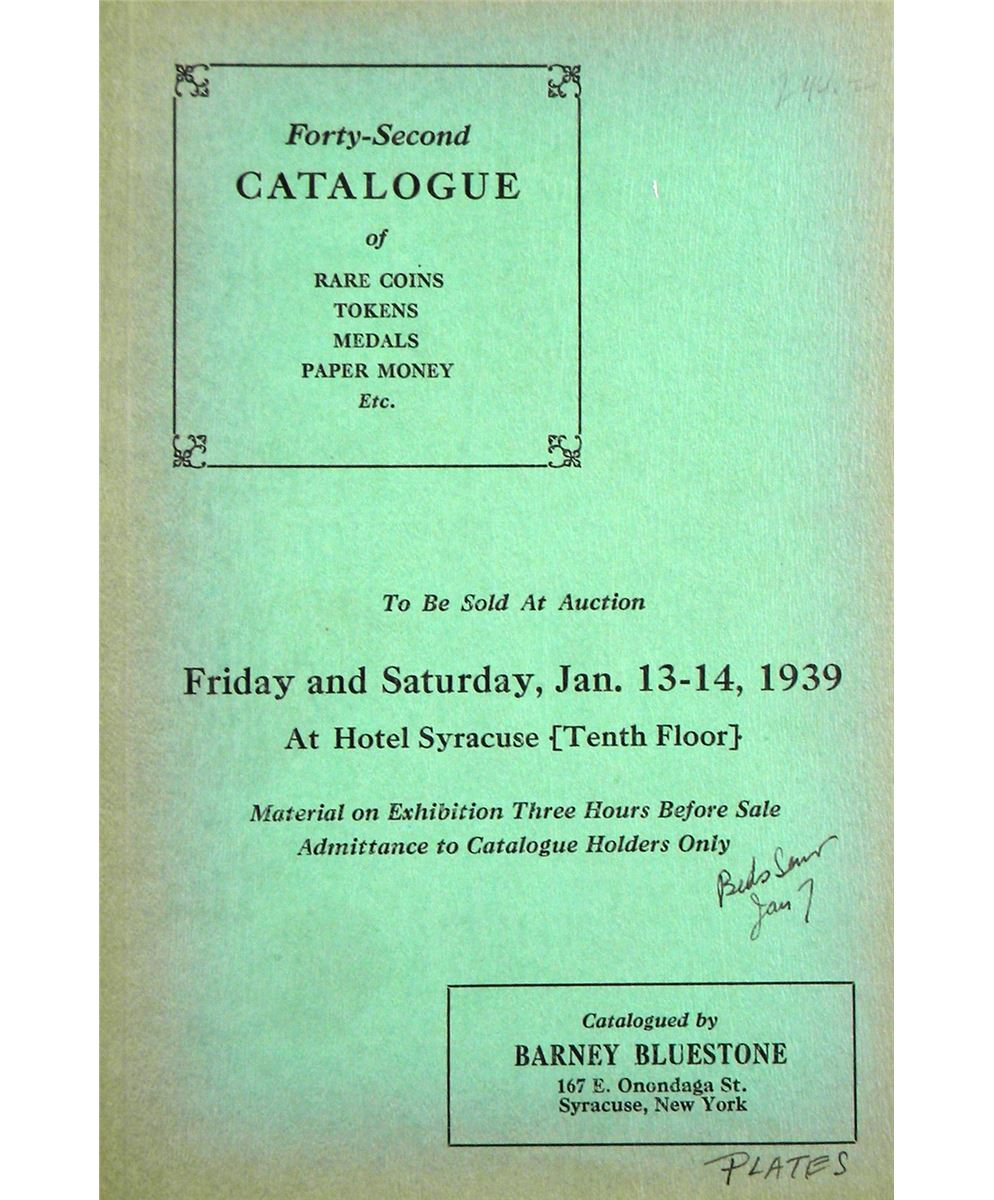 Forty-Second
CATALOGUE
of
RARE COINS
TOKENS
MEDALS
PAPER MONEY
Etc.
To Be Sold At Auction
Friday and Saturday, Jan. 13-14, 1939
At Hotel Syracuse {Tenth Floor}
Material on Exhibition Three Hours Before Sale
Admittance to Catalogue Holders Only
Bids
Jan 7
Catalogued by
BARNEY BLUESTONE
167 E. Onondaga St.
Syracuse, New York
PLATES